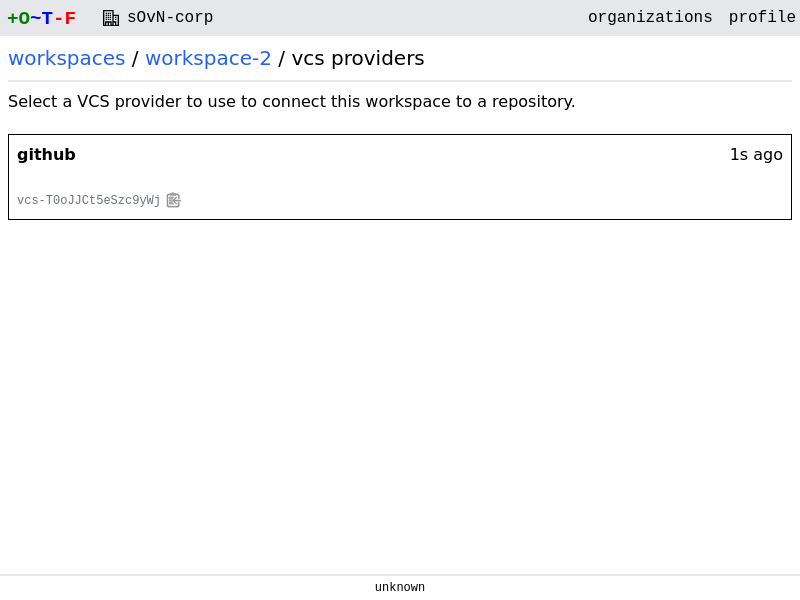 +O~T-F sOvN-corp organizations profile
workspaces / workspace-2 / vcs providers
Select a VCS provider to use to connect this workspace to a repository.
github 1s ago
vcs-T0oJJCt5eSzc9yWj
unknown